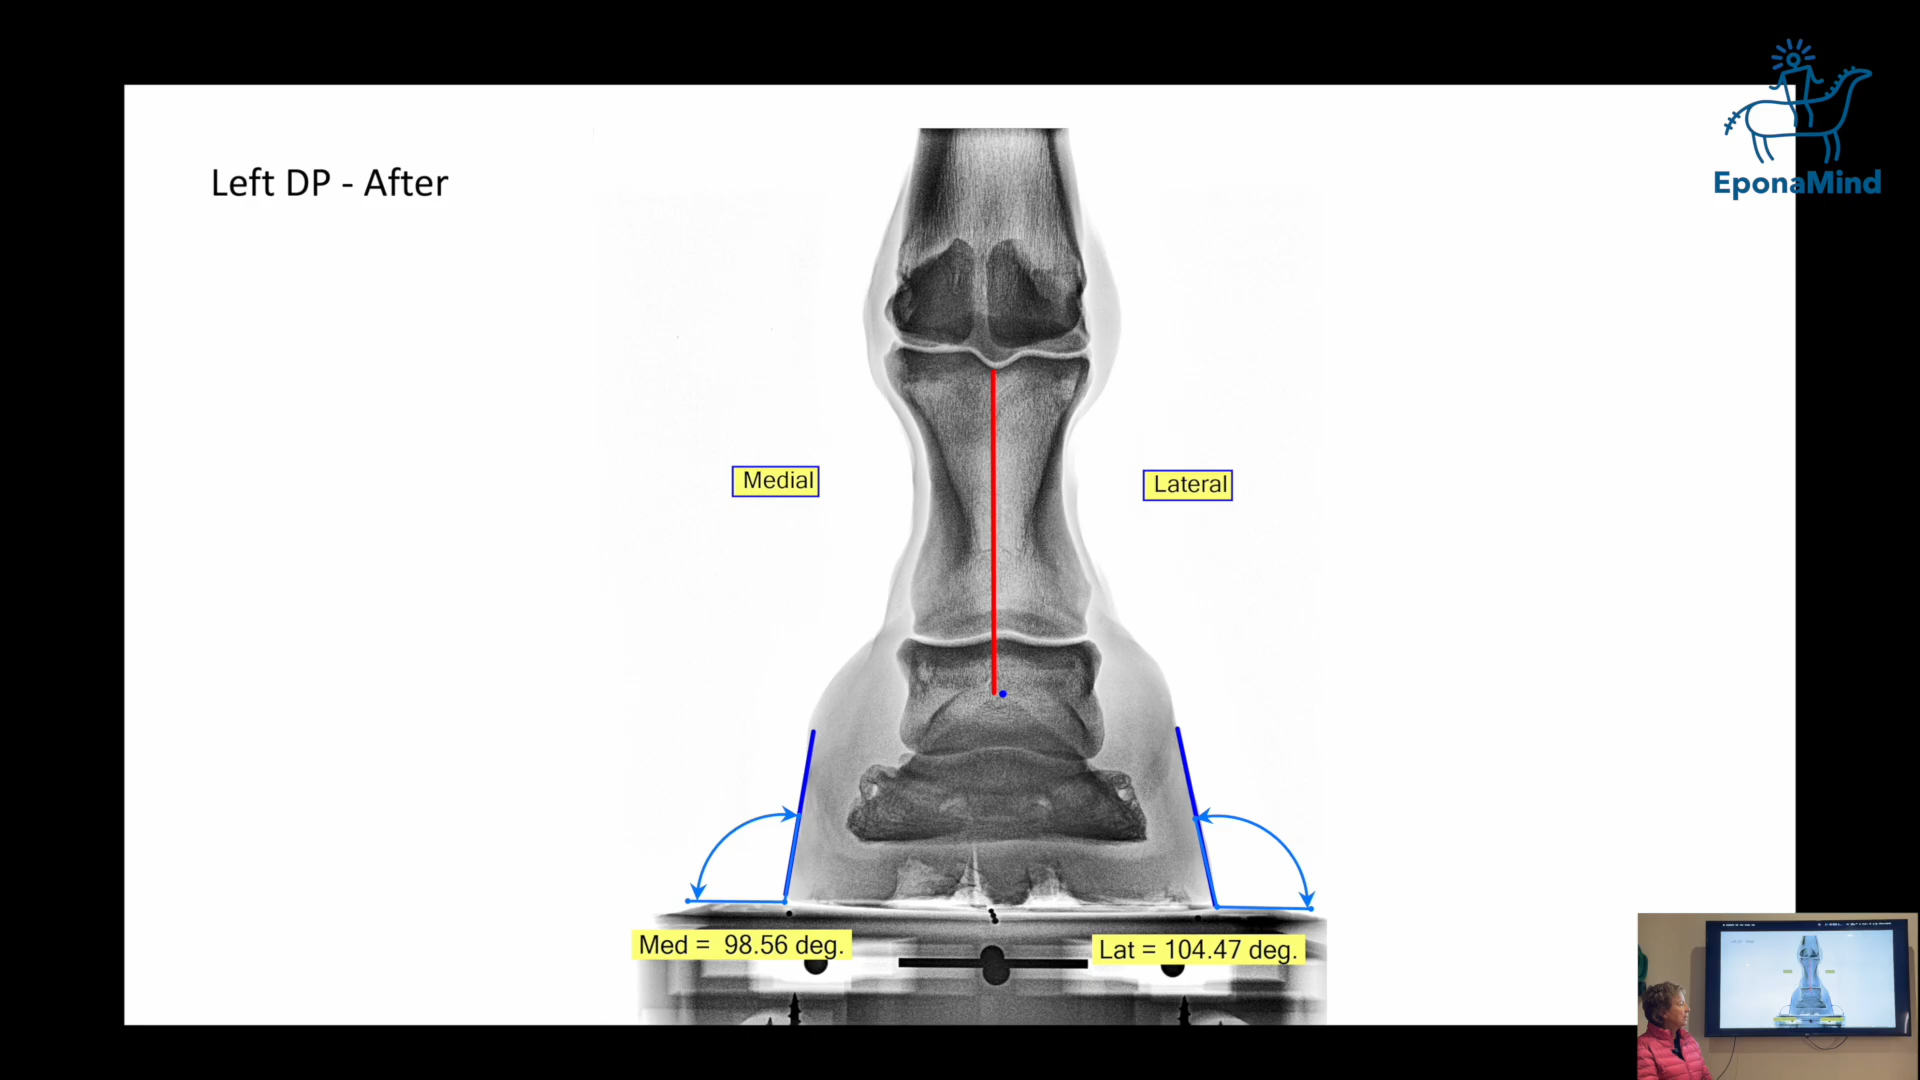 Left DP - After
EponaMind
Medial
Lateral
Med = 98.56 deg.
Lat = 104.47 deg.